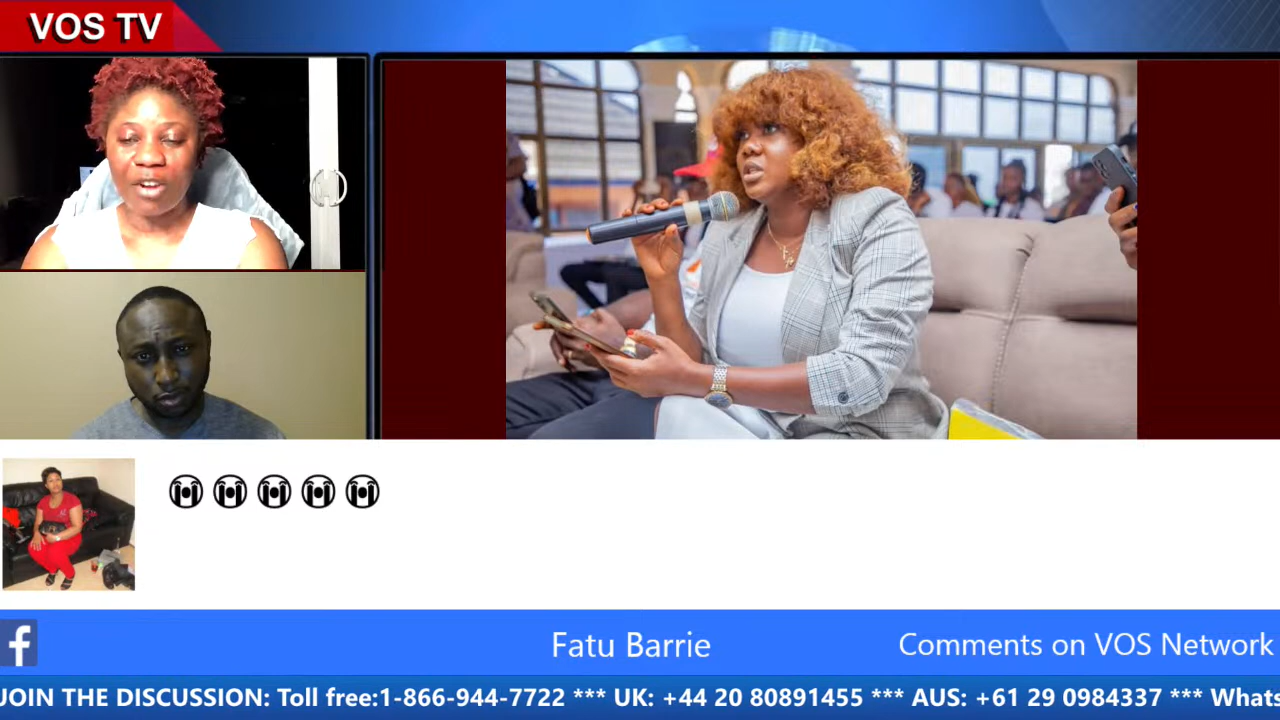 VOS TV
😭😭😭😭😭
Fatu Barrie
Comments on VOS Network
JOIN THE DISCUSSION: Toll free:1-866-944-7722 *** UK: +44 20 80891455 *** AUS: +61 29 0984337 *** Whats